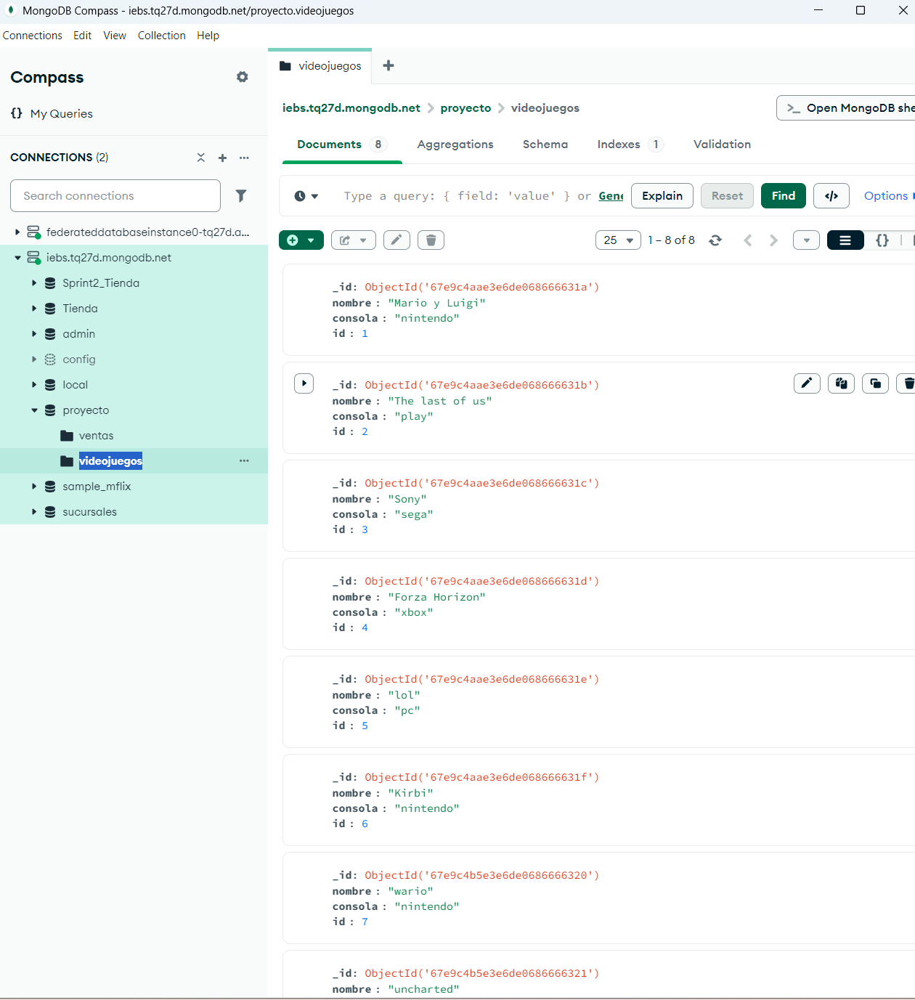 MongoDB Compass - iebs.tq27d.mongodb.net/proyecto.videojuegos
Connections Edit View Collection Help
Compass
{} My Queries
CONNECTIONS (2)
Search connections
federateddatabaseinstance0-tq27d.a...
iebs.tq27d.mongodb.net
Sprint2_Tienda
Tienda
admin
config
local
proyecto
ventas
videojuegos
sample_mflix
sucursales
videojuegos
iebs.tq27d.mongodb.net > proyecto > videojuegos
>_ Open MongoDB she
Documents 8 Aggregations Schema Indexes 1 Validation
Type a query: { field: 'value' } or Gene
Explain Reset Find </> Options
25 1 – 8 of 8 {}
_id: ObjectId('67e9c4aae3e6de068666631a')
nombre : "Mario y Luigi"
consola : "nintendo"
id : 1
_id: ObjectId('67e9c4aae3e6de068666631b')
nombre : "The last of us"
consola : "play"
id : 2
_id: ObjectId('67e9c4aae3e6de068666631c')
nombre : "Sony"
consola : "sega"
id : 3
_id: ObjectId('67e9c4aae3e6de068666631d')
nombre : "Forza Horizon"
consola : "xbox"
id : 4
_id: ObjectId('67e9c4aae3e6de068666631e')
nombre : "lol"
consola : "pc"
id : 5
_id: ObjectId('67e9c4aae3e6de068666631f')
nombre : "Kirbi"
consola : "nintendo"
id : 6
_id: ObjectId('67e9c4b5e3e6de0686666320')
nombre : "wario"
consola : "nintendo"
id : 7
_id: ObjectId('67e9c4b5e3e6de0686666321')
nombre : "uncharted"